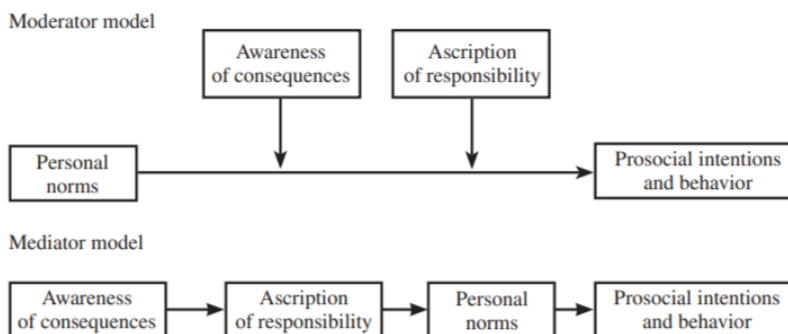 Moderator model
Awareness
of consequences
Ascription
of responsibility
Personal
norms
Prosocial intentions
and behavior
Mediator model
Awareness
of consequences
Ascription
of responsibility
Personal
norms
Prosocial intentions
and behavior